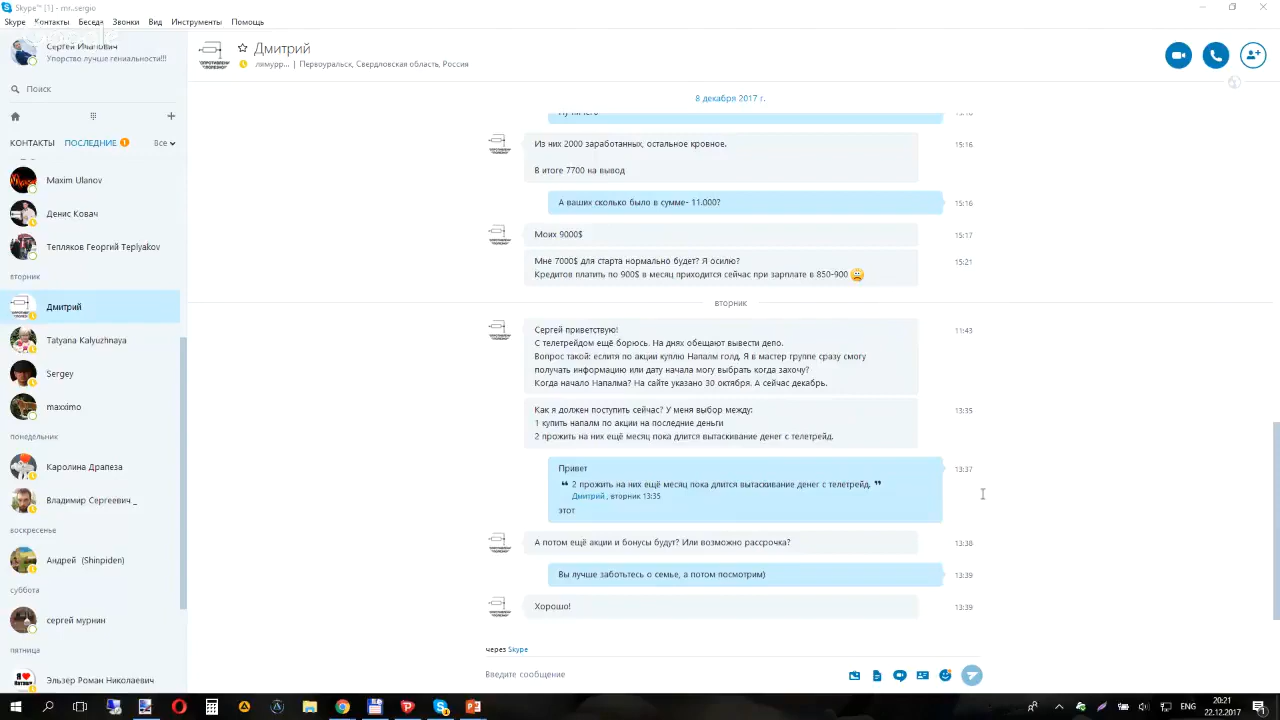 Skype™ [1] - mr.sergio
Skype Контакты Беседы Звонки Вид Инструменты Помощь
Сергей Иванович
Упорство лучше гениальности!!!
Поиск
КОНТАКТЫ ПОСЛЕДНИЕ 1 Все
Maxim Ulanov
Денис Ковач
Тепляков Георгий Teplyakov
вторник
Дмитрий
Tatyana Kalyuzhnaya
Sergey
maxximo
понедельник
Каролина Драпеза
Владимир Сергеевич _
воскресенье
Андрей (Shinpiden)
суббота
сергей мурнин
пятница
Эльзер Роман Николаевич
Дмитрий
лямурр... | Первоуральск, Свердловская область, Россия
8 декабря 2017 г.
Из них 2000 заработанных, остальное кровное. 15:16
В итоге 7700 на вывод
А ваших сколько было в сумме- 11.000? 15:16
Моих 9000$ 15:17
Мне 7000$ для старта нормально будет? Я осилю? 15:21
Кредитов платить по 900$ в месяц приходится сейчас при зарплате в 850-900
вторник
Сергей приветствую! 11:43
С телетрейдом ещё борюсь. На днях обещают вывести депо.
Вопрос такой: еслитя по акции куплю Напалм голд. Я в мастер группе сразу смогу
получать информацию или дату начала могу выбрать когда захочу?
Когда начало Напалма? На сайте указано 30 октября. А сейчас декабрь.
Как я должен поступить сейчас? У меня выбор между: 13:35
1 купить напалм по акции на последние деньги
2 прожить на них ещё месяц пока длится вытаскивание денег с телетрейд.
Привет 13:37
❝ 2 прожить на них ещё месяц пока длится вытаскивание денег с телетрейд. ❞
Дмитрий , вторник 13:35
этот
А потом ещё акции и бонусы будут? Или возможно рассрочка? 13:38
Вы лучше заботьтесь о семье, а потом посмотрим) 13:39
Хорошо! 13:39
через Skype
Введите сообщение
ENG 20:21
22.12.2017